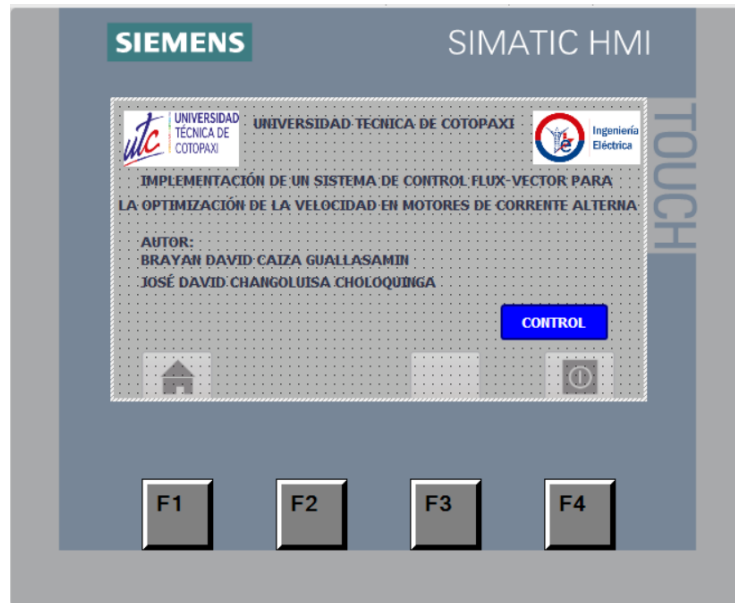 SIEMENS
SIMATIC HMI
TOUCH
utc
UNIVERSIDAD
TÉCNICA DE
COTOPAXI
UNIVERSIDAD TECNICA DE COTOPAXI
Ingeniería
Eléctrica
IMPLEMENTACIÓN DE UN SISTEMA DE CONTROL FLUX-VECTOR PARA
LA OPTIMIZACIÓN DE LA VELOCIDAD EN MOTORES DE CORRIENTE ALTERNA
AUTOR:
BRAYAN DAVID CAIZA GUALLASAMIN
JOSÉ DAVID CHANGOLUISA CHOLOQUINGA
CONTROL
F1
F2
F3
F4